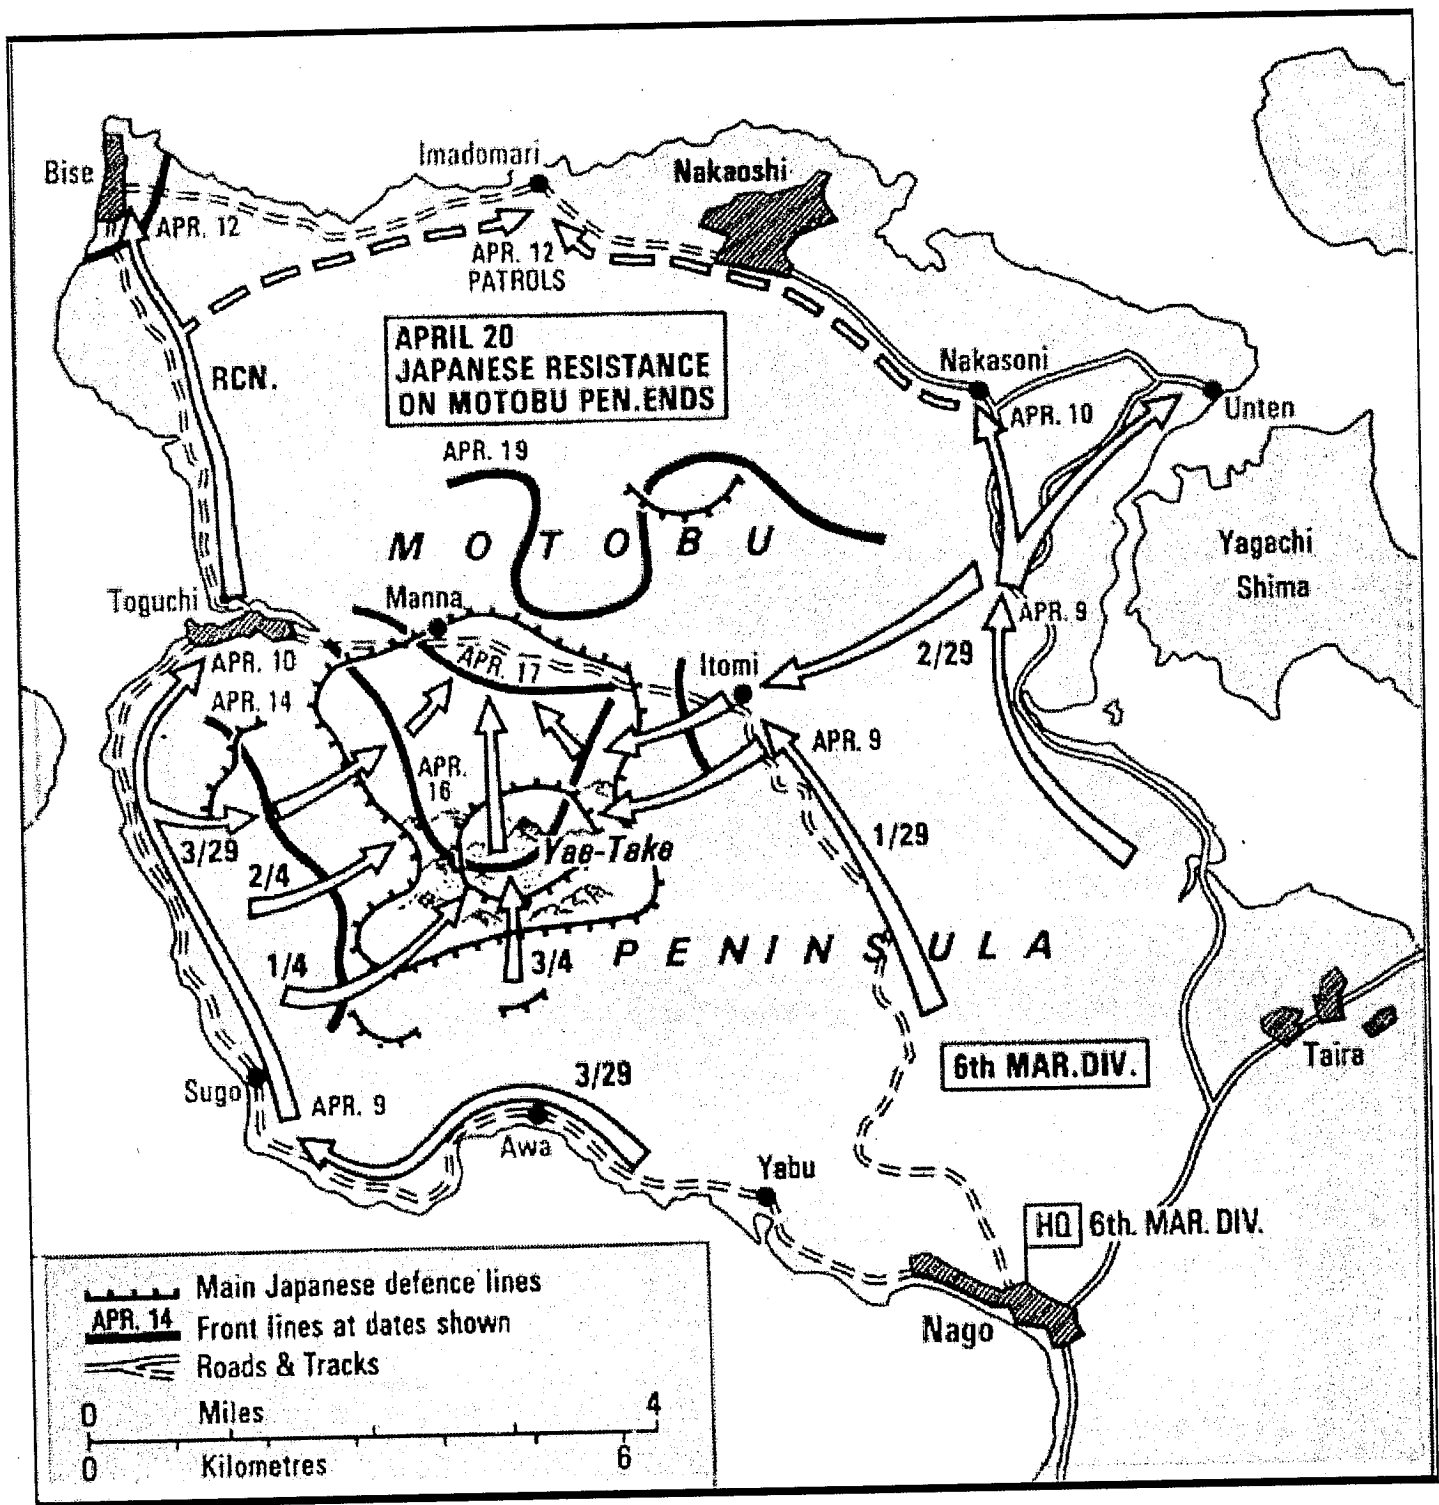 Bise
Imadomari
Nakaoshi
APR. 12
APR. 12
PATROLS
APRIL 20
JAPANESE RESISTANCE
ON MOTOBU PEN.ENDS
RCN.
Nakasoni
APR. 10
Unten
APR. 19
MOTOBU
Yagachi
Shima
Toguchi
Manna
APR. 9
APR. 10
APR. 17
Itomi
2/29
APR. 14
APR. 9
APR.
16
3/29
Yae-Take
1/29
2/4
1/4
3/4
PENINSULA
Taira
6th MAR.DIV.
Sugo
APR. 9
3/29
Awa
Yabu
HQ 6th. MAR. DIV.
Nago
Main Japanese defence lines
APR. 14
Front lines at dates shown
Roads & Tracks
0 Miles 4
0 Kilometres 6